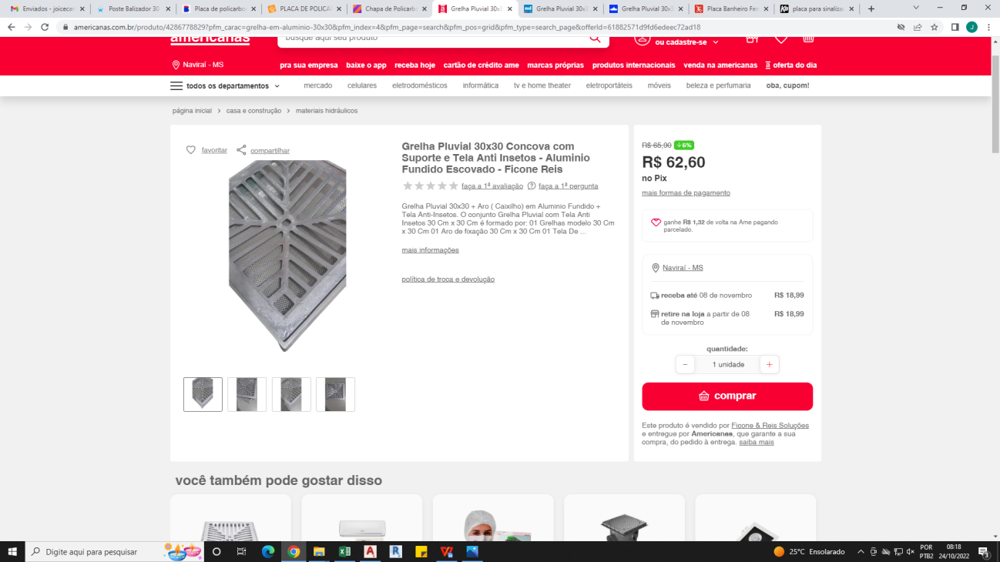 Enviados - joicecar
Poste Balizador 30
Placa de policarbon
PLACA DE POLICAR
Chapa de Policarbo
Grelha Pluvial 30x3
Grelha Pluvial 30x3
Grelha Pluvial 30x3
Placa Banheiro Fem
placa para sinaliza
americanas.com.br/produto/4286778829?pfm_carac=grelha-em-aluminio-30x30&pfm_index=4&pfm_page=search&pfm_pos=grid&pfm_type=search_page&offerId=61882571d9fd6edeec72ad18
J
americanas
busque aqui seu produto
ou cadastre-se
Naviraí - MS
pra sua empresa baixe o app receba hoje cartão de crédito ame marcas próprias produtos internacionais venda na americanas oferta do dia
todos os departamentos mercado celulares eletrodomésticos informática tv e home theater eletroportáteis móveis beleza e perfumaria oba, cupom!
página inicial > casa e construção > materiais hidráulicos
favoritar compartilhar
Grelha Pluvial 30x30 Concova com
Suporte e Tela Anti Insetos - Aluminio
Fundido Escovado - Ficone Reis
faça a 1ª avaliação faça a 1ª pergunta
Grelha Pluvial 30x30 + Aro ( Caixilho) em Aluminio Fundido +
Tela Anti-Insetos. O conjunto Grelha Pluvial com Tela Anti
Insetos 30 Cm x 30 Cm é formado por: 01 Grelhas modelo 30 Cm
x 30 Cm 01 Aro de fixação 30 Cm x 30 Cm 01 Tela De ...
mais informações
política de troca e devolução
R$ 65,90 6%
R$ 62,60
no Pix
mais formas de pagamento
ganhe R$ 1,32 de volta na Ame pagando
parcelado.
Naviraí - MS
receba até 08 de novembro R$ 18,99
retire na loja a partir de 08 R$ 18,99
de novembro
quantidade:
- 1 unidade +
comprar
Este produto é vendido por Ficone & Reis Soluções
e entregue por Americanas, que garante a sua
compra, do pedido à entrega. saiba mais
você também pode gostar disso
Digite aqui para pesquisar
25°C Ensolarado
POR
PTB2
08:18
24/10/2022
3